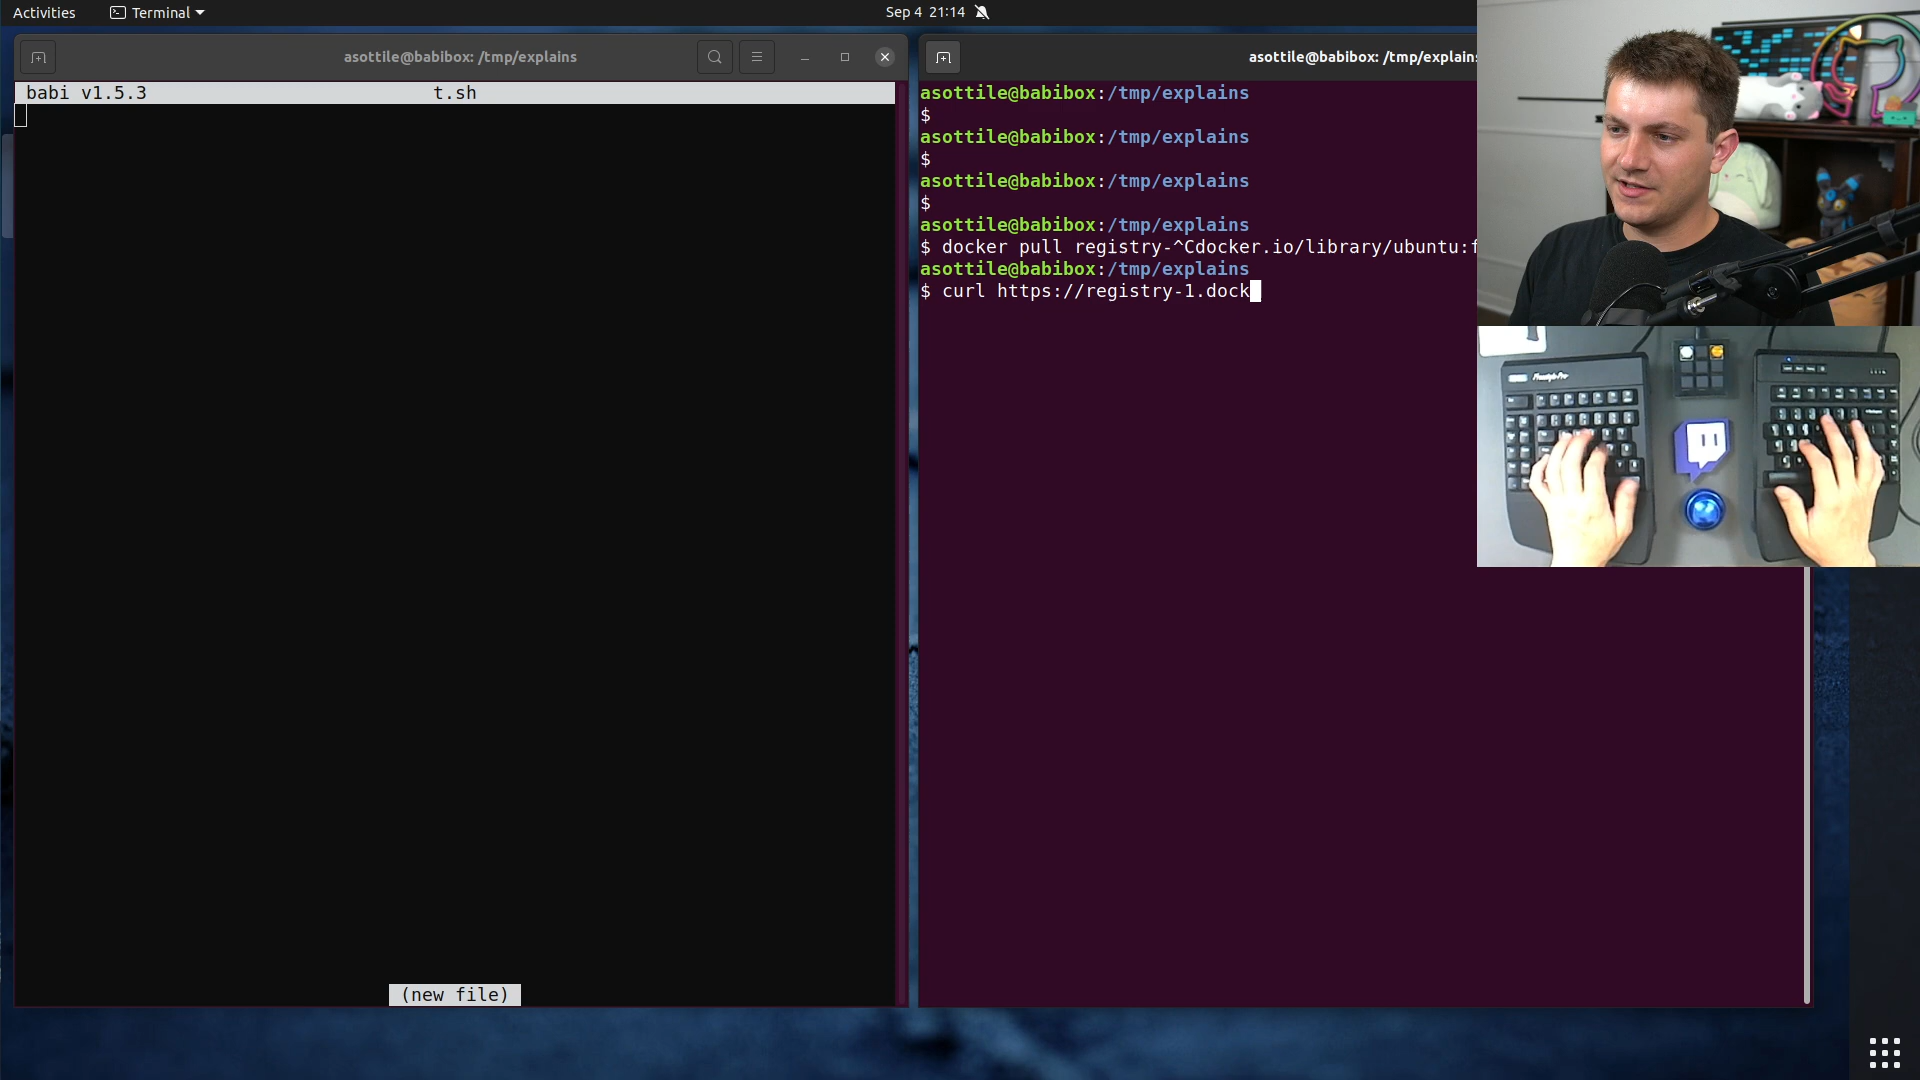 Activities
Terminal
Sep 4 21:14
asottile@babibox: /tmp/explains
babi v1.5.3 t.sh
(new file)
asottile@babibox: /tmp/explains
asottile@babibox:/tmp/explains
$
asottile@babibox:/tmp/explains
$
asottile@babibox:/tmp/explains
$
asottile@babibox:/tmp/explains
$ docker pull registry-^Cdocker.io/library/ubuntu:f
asottile@babibox:/tmp/explains
$ curl https://registry-1.dock